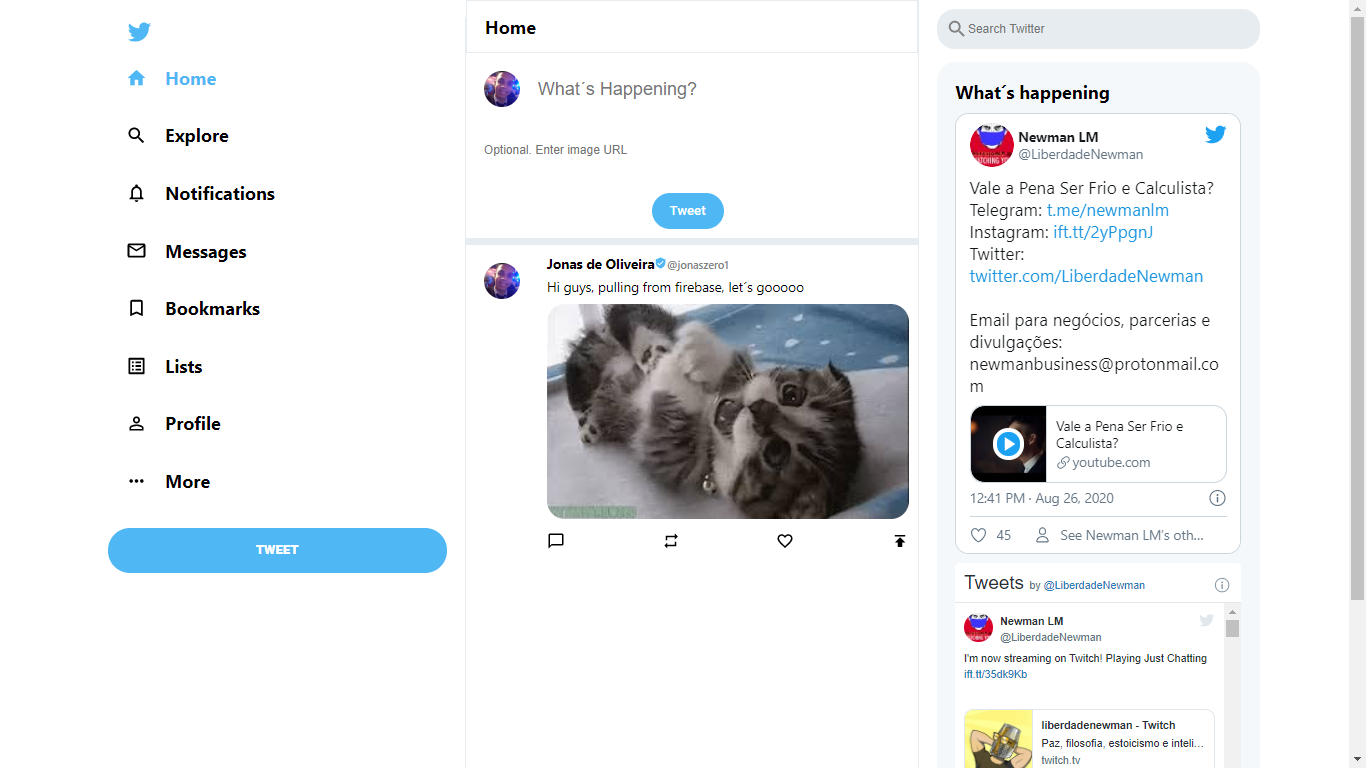 Home
Explore
Notifications
Messages
Bookmarks
Lists
Profile
More
TWEET
Home
What´s Happening?
Optional. Enter image URL
Tweet
Jonas de Oliveira @jonaszero1
Hi guys, pulling from firebase, let´s gooooo
Search Twitter
What´s happening
Newman LM
@LiberdadeNewman
Vale a Pena Ser Frio e Calculista?
Telegram: t.me/newmanlm
Instagram: ift.tt/2yPpgnJ
Twitter:
twitter.com/LiberdadeNewman
Email para negócios, parcerias e
divulgações:
newmanbusiness@protonmail.co
m
Vale a Pena Ser Frio e
Calculista?
youtube.com
12:41 PM · Aug 26, 2020
45 See Newman LM's oth...
Tweets by @LiberdadeNewman
Newman LM
@LiberdadeNewman
I'm now streaming on Twitch! Playing Just Chatting
ift.tt/35dk9Kb
liberdadenewman - Twitch
Paz, filosofia, estoicismo e inteli...
twitch.tv